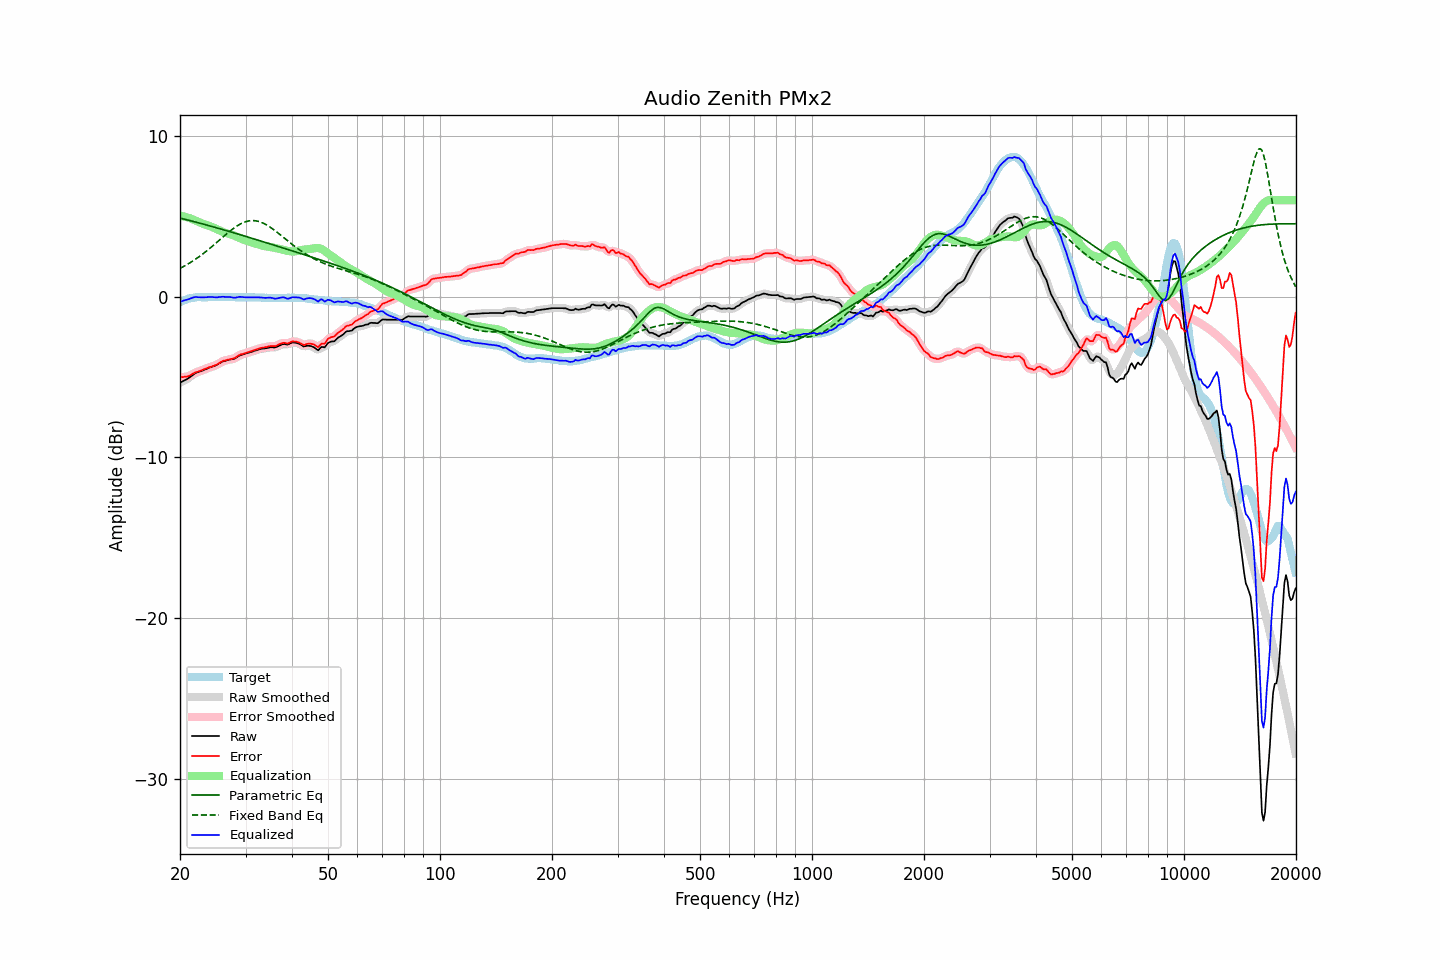 Audio Zenith PMx2
10
0
−10
−20
−30
Amplitude (dBr)
Target
Raw Smoothed
Error Smoothed
Raw
Error
Equalization
Parametric Eq
Fixed Band Eq
Equalized
20 50 100 200 500 1000 2000 5000 10000 20000
Frequency (Hz)